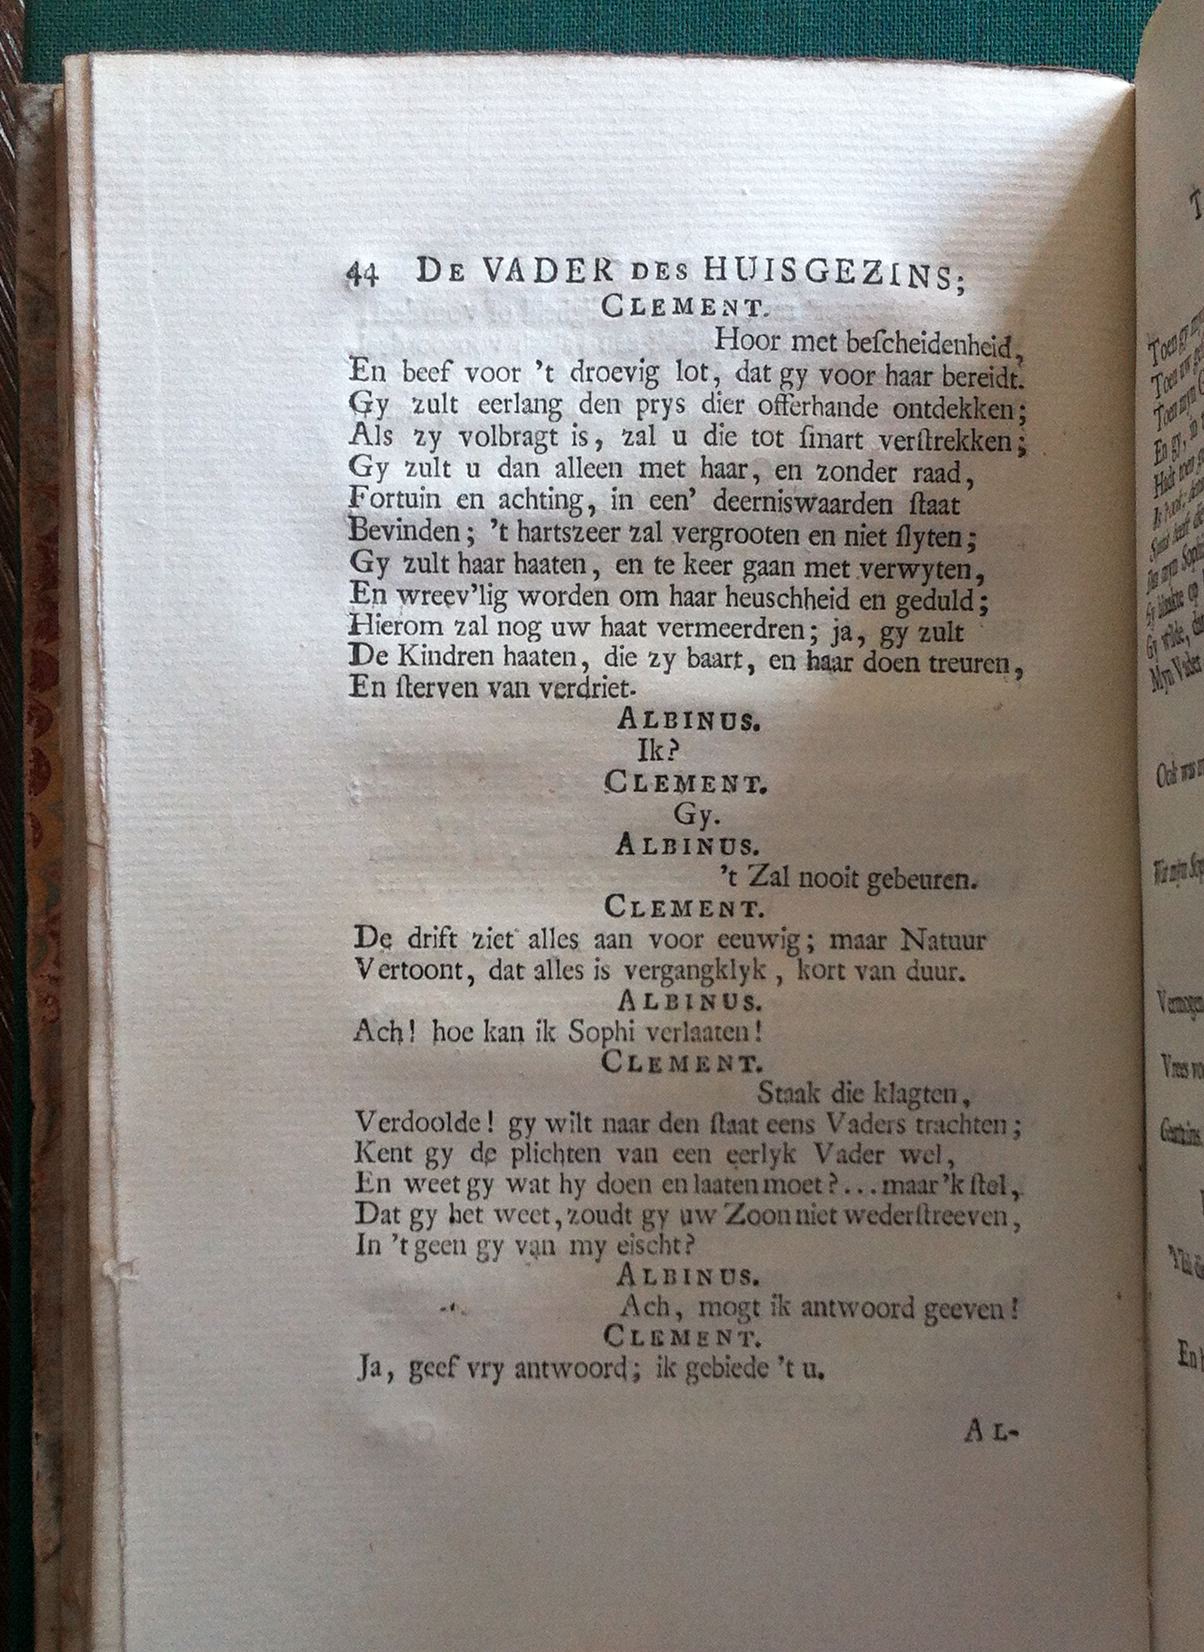 44 DE VADER DES HUISGEZINS;
CLEMENT.
Hoor met beſcheidenheid,
En beef voor 't droevig lot, dat gy voor haar bereidt.
Gy zult eerlang den prys dier offerhande ontdekken;
Als zy volbragt is, zal u die tot ſmart verſtrekken;
Gy zult u dan alleen met haar, en zonder raad,
Fortuin en achting, in een' deerniswaarden ſtaat
Bevinden; 't hartszeer zal vergrooten en niet ſlyten;
Gy zult haar haaten, en te keer gaan met verwyten,
En wreev'lig worden om haar heuschheid en geduld;
Hierom zal nog uw haat vermeerdren; ja, gy zult
De Kindren haaten, die zy baart, en haar doen treuren,
En ſterven van verdriet.
ALBINUS.
Ik?
CLEMENT.
Gy.
ALBINUS.
't Zal nooit gebeuren.
CLEMENT.
De drift ziet alles aan voor eeuwig; maar Natuur
Vertoont, dat alles is vergangklyk, kort van duur.
ALBINUS.
Ach! hoe kan ik Sophi verlaaten!
CLEMENT.
Staak die klagten,
Verdoolde! gy wilt naar den ſtaat eens Vaders trachten;
Kent gy de plichten van een eerlyk Vader wel,
En weet gy wat hy doen en laaten moet?...maar 'k ſtel,
Dat gy het weet, zoudt gy uw Zoon niet wederſtreeven,
In 't geen gy van my eischt?
ALBINUS.
Ach, mogt ik antwoord geeven!
CLEMENT.
Ja, geef vry antwoord; ik gebiede 't u.
AL-